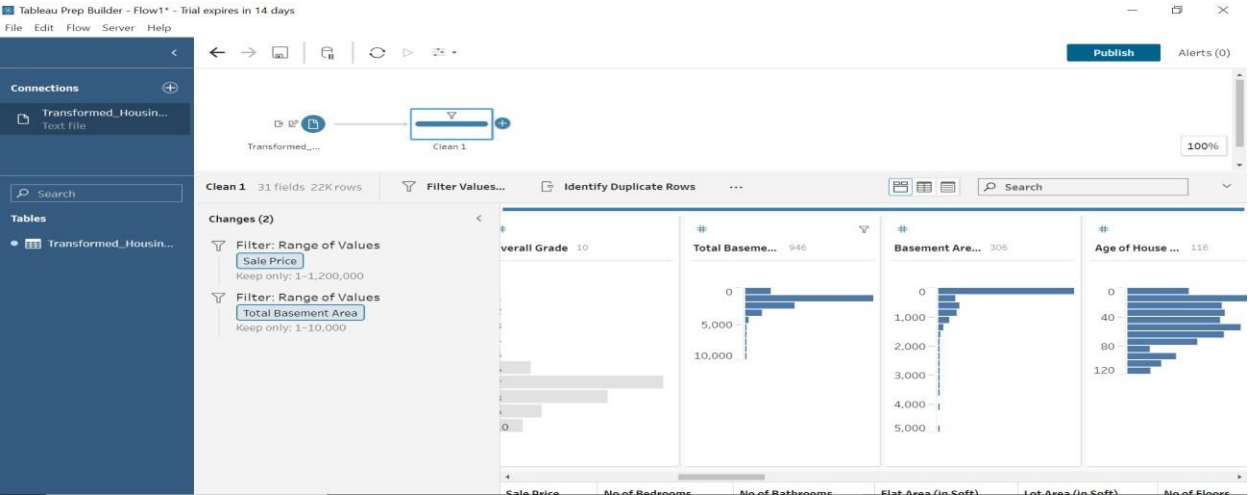 Tableau Prep Builder - Flow1* - Trial expires in 14 days
File Edit Flow Server Help
Publish
Alerts (0)
Connections
Transformed_Housin...
Text file
Transformed_...
Clean 1
100%
Search
Clean 1 31 fields 22K rows
Filter Values...
Identify Duplicate Rows
...
Search
Tables
Transformed_Housin...
Changes (2)
Filter: Range of Values
Sale Price
Keep only: 1–1,200,000
Filter: Range of Values
Total Basement Area
Keep only: 1–10,000
verall Grade 10
0
Total Baseme... 946
0
5,000
10,000
Basement Are... 306
0
1,000
2,000
3,000
4,000
5,000
Age of House ... 116
0
40
80
120
Sale Price No of Bedrooms No of Bathrooms Flat Area (in Sqft) Lot Area (in Sqft) No of Floors